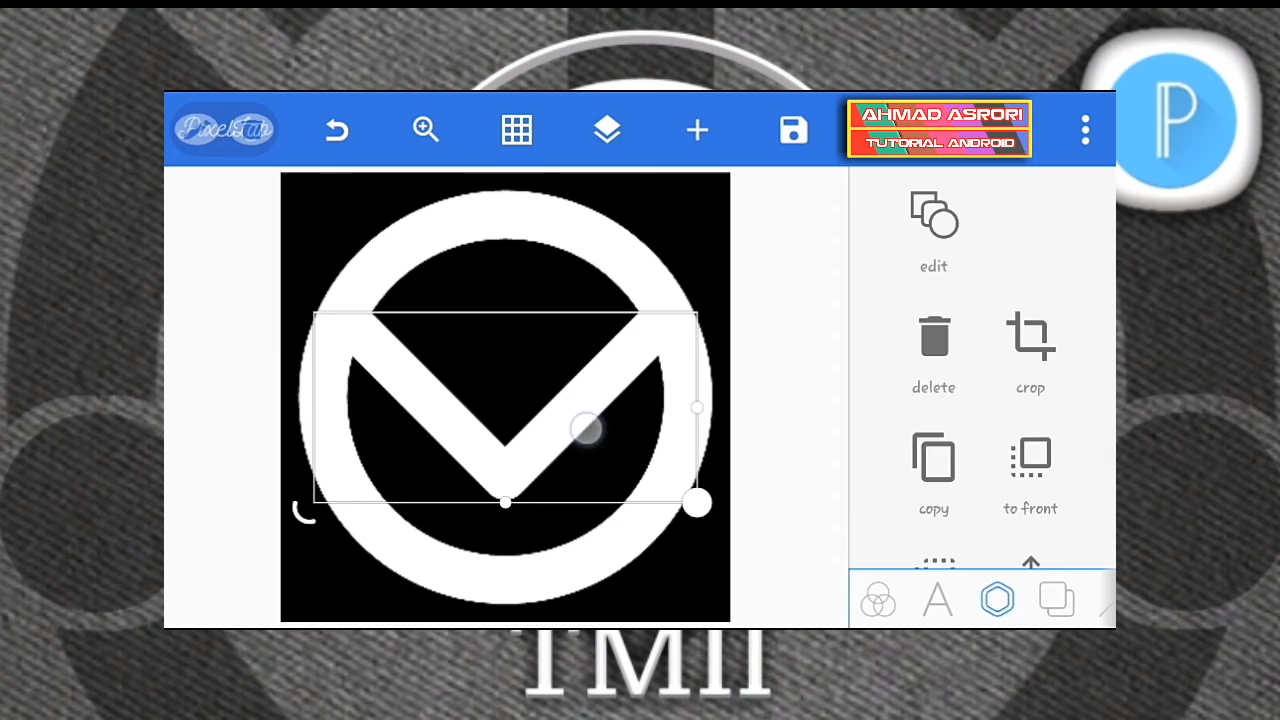 PixelLab
AHMAD ASRORI
TUTORIAL ANDROID
P
edit
delete
crop
copy
to front
A
TMII